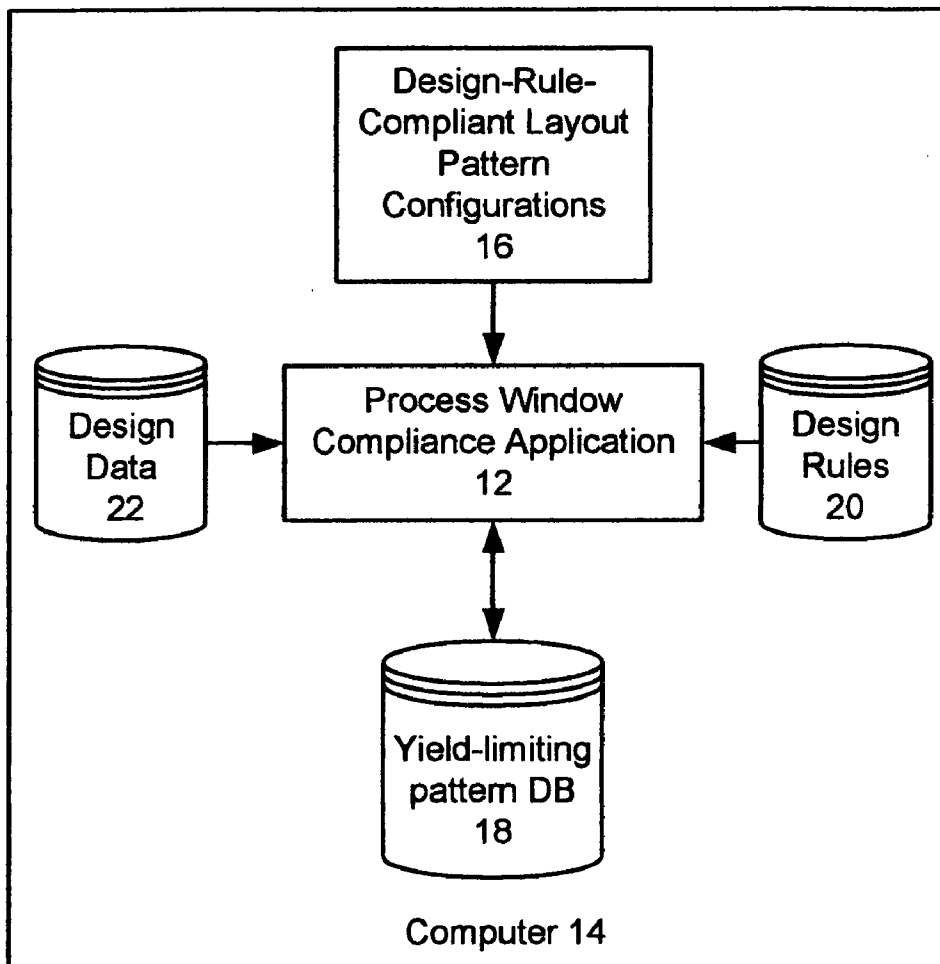 Design-Rule-
Compliant Layout
Pattern
Configurations
16
Design
Data
22
Process Window
Compliance Application
12
Design
Rules
20
Yield-limiting
pattern DB
18
Computer 14